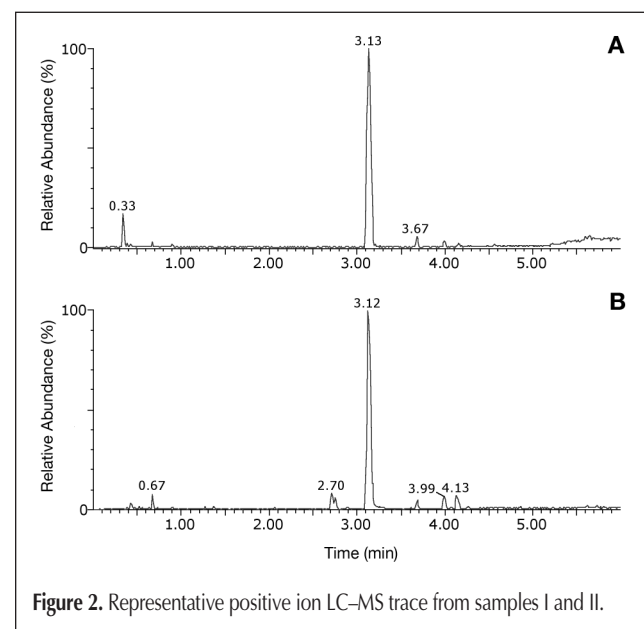 A
Relative Abundance (%)
100
0
3.13
0.33
3.67
1.00 2.00 3.00 4.00 5.00
B
Relative Abundance (%)
100
0
3.12
0.67
2.70
3.99 4.13
1.00 2.00 3.00 4.00 5.00
Time (min)
Figure 2. Representative positive ion LC–MS trace from samples I and II.